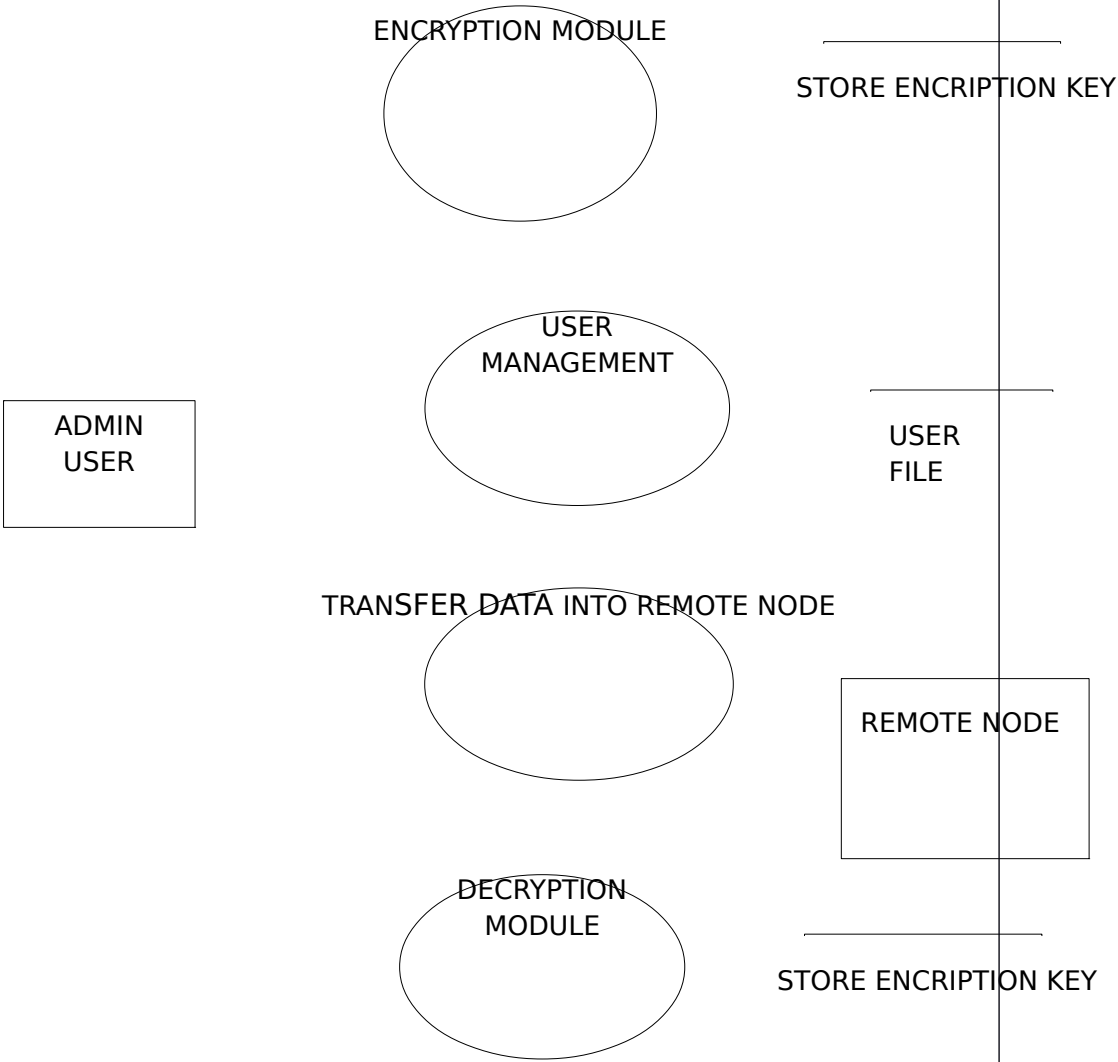 ENCRYPTION MODULE
STORE ENCRIPTION KEY
USER
MANAGEMENT
ADMIN
USER
USER
FILE
TRANSFER DATA INTO REMOTE NODE
REMOTE NODE
DECRYPTION
MODULE
STORE ENCRIPTION KEY